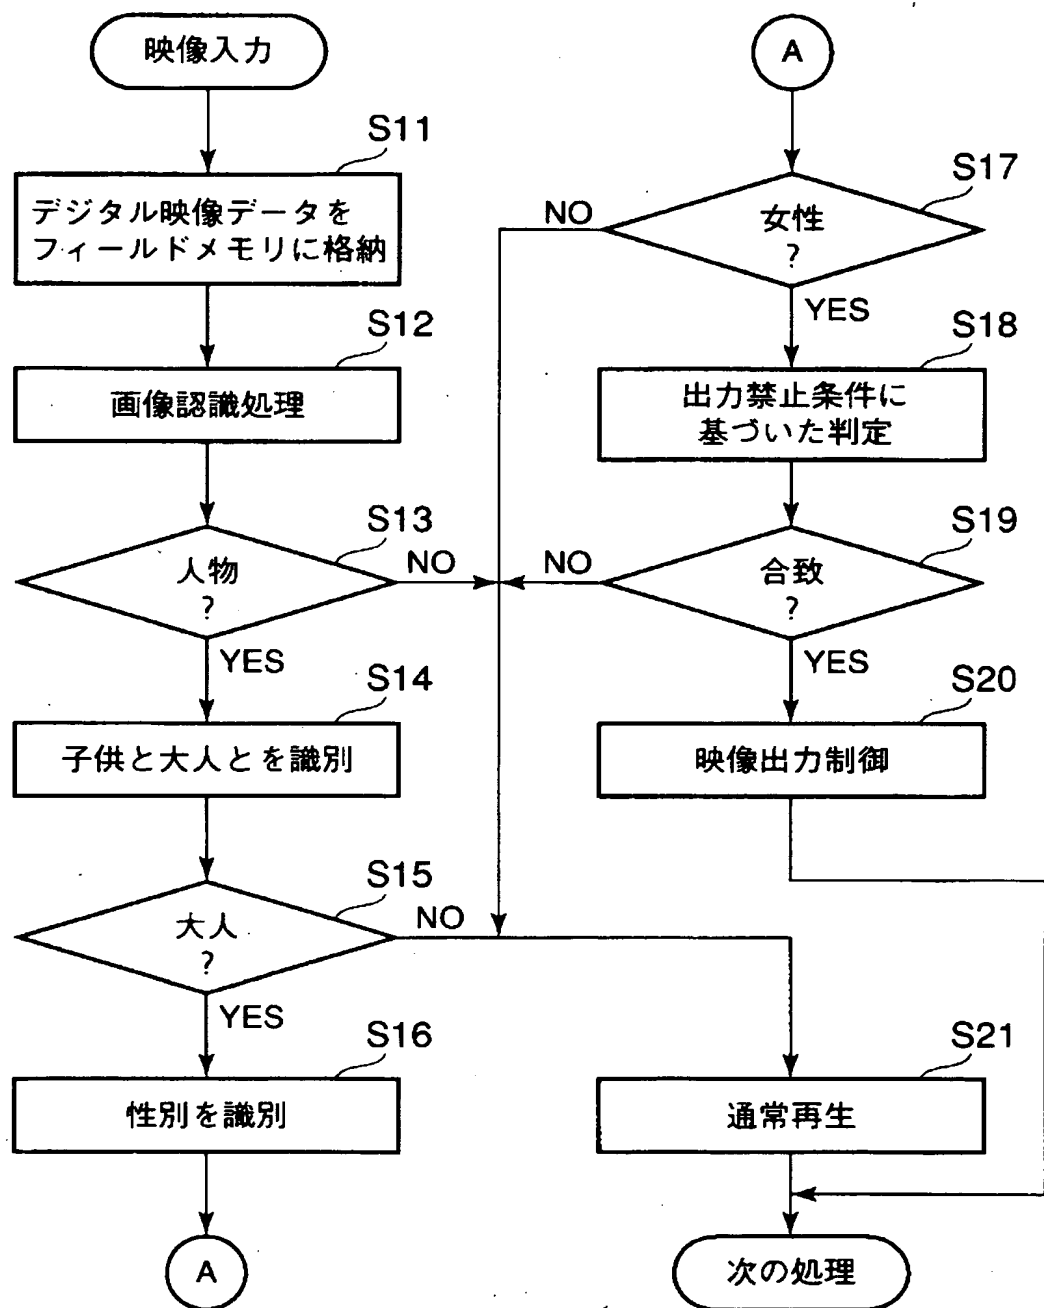 映像入力
S11
デジタル映像データを
フィールドメモリに格納
S12
画像認識処理
S13
人物
?
NO
YES
S14
子供と大人とを識別
S15
大人
?
NO
YES
S16
性別を識別
A
A
S17
女性
?
NO
YES
S18
出力禁止条件に
基づいた判定
S19
合致
?
NO
YES
S20
映像出力制御
S21
通常再生
次の処理